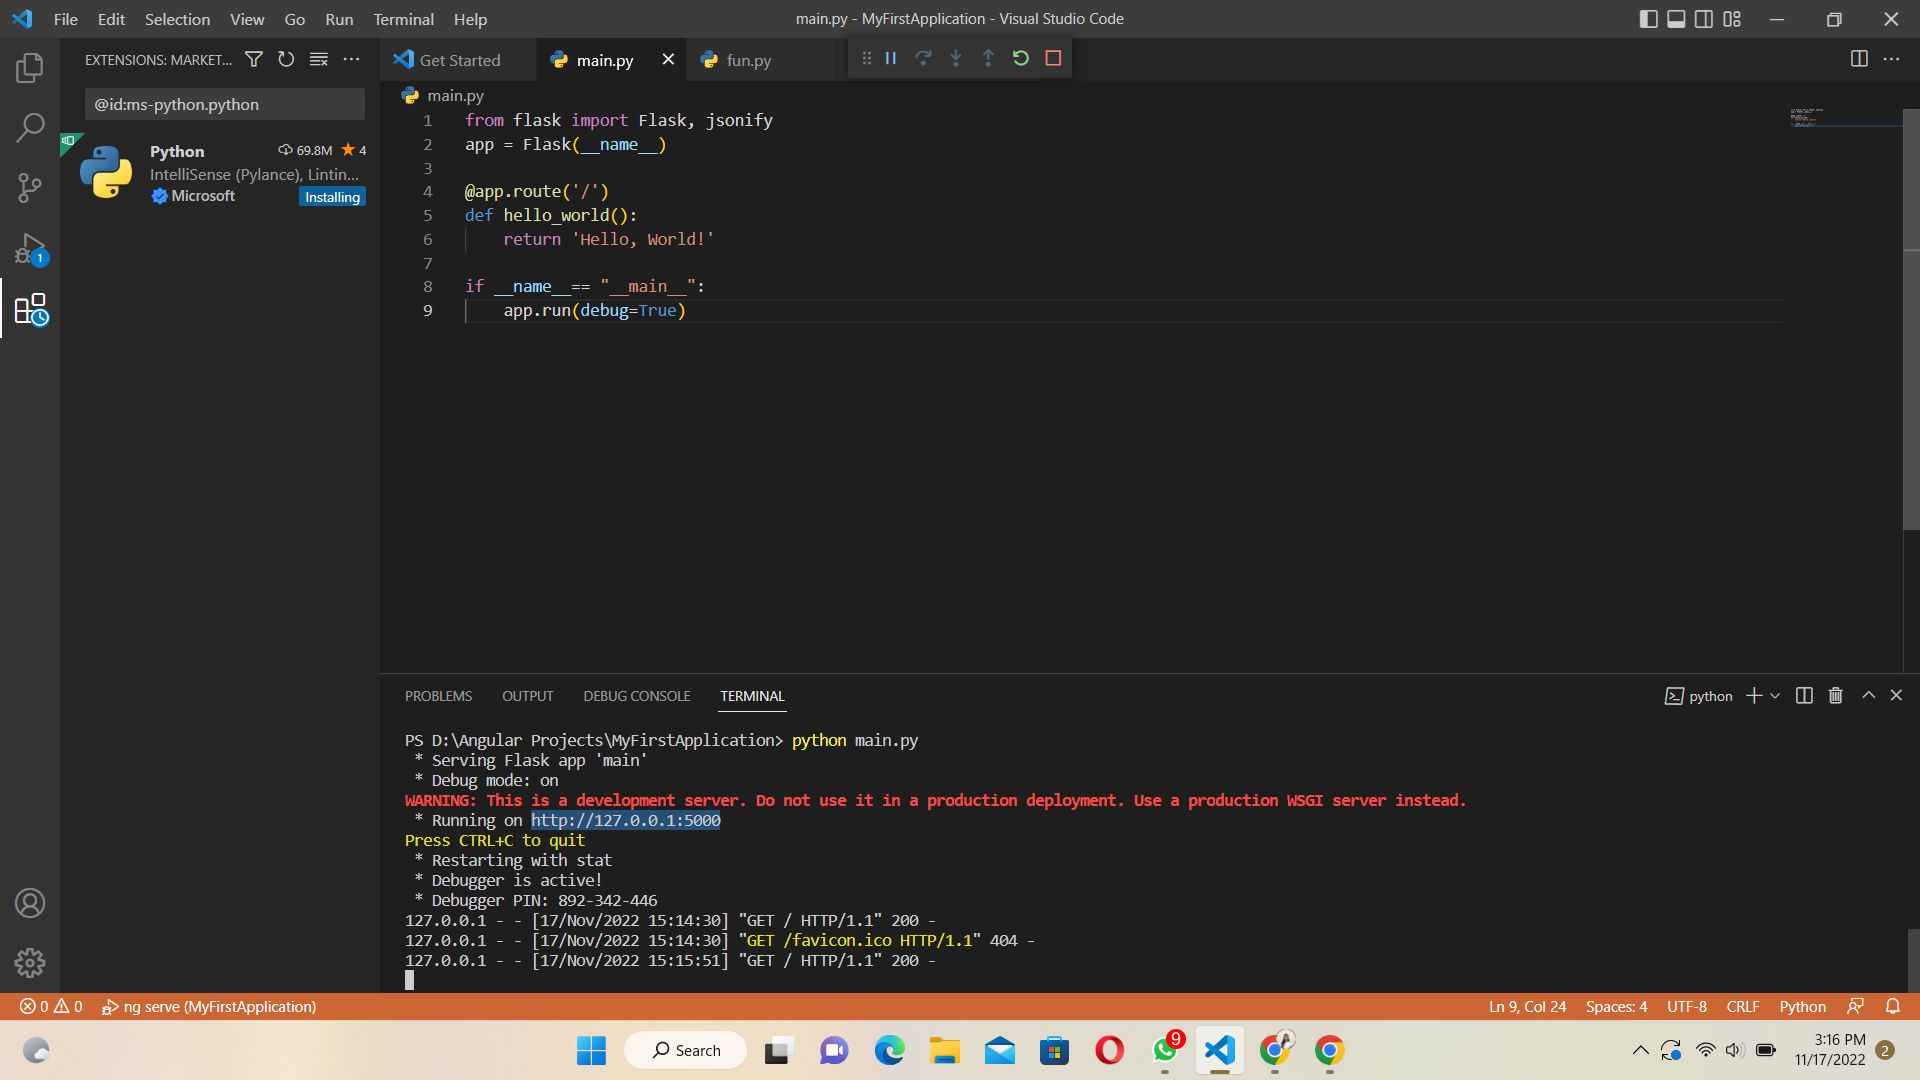 File Edit Selection View Go Run Terminal Help
main.py - MyFirstApplication - Visual Studio Code
EXTENSIONS: MARKET...
@id:ms-python.python
Python 69.8M 4
IntelliSense (Pylance), Lintin...
Microsoft Installing
1
Get Started main.py fun.py
main.py
1 from flask import Flask, jsonify
2 app = Flask(__name__)
3
4 @app.route('/')
5 def hello_world():
6 return 'Hello, World!'
7
8 if __name__== "__main__":
9 app.run(debug=True)
PROBLEMS OUTPUT DEBUG CONSOLE TERMINAL
python
PS D:\Angular Projects\MyFirstApplication> python main.py
* Serving Flask app 'main'
* Debug mode: on
WARNING: This is a development server. Do not use it in a production deployment. Use a production WSGI server instead.
* Running on http://127.0.0.1:5000
Press CTRL+C to quit
* Restarting with stat
* Debugger is active!
* Debugger PIN: 892-342-446
127.0.0.1 - - [17/Nov/2022 15:14:30] "GET / HTTP/1.1" 200 -
127.0.0.1 - - [17/Nov/2022 15:14:30] "GET /favicon.ico HTTP/1.1" 404 -
127.0.0.1 - - [17/Nov/2022 15:15:51] "GET / HTTP/1.1" 200 -
0 0 ng serve (MyFirstApplication)
Ln 9, Col 24 Spaces: 4 UTF-8 CRLF Python
Search
9
3:16 PM
11/17/2022
2